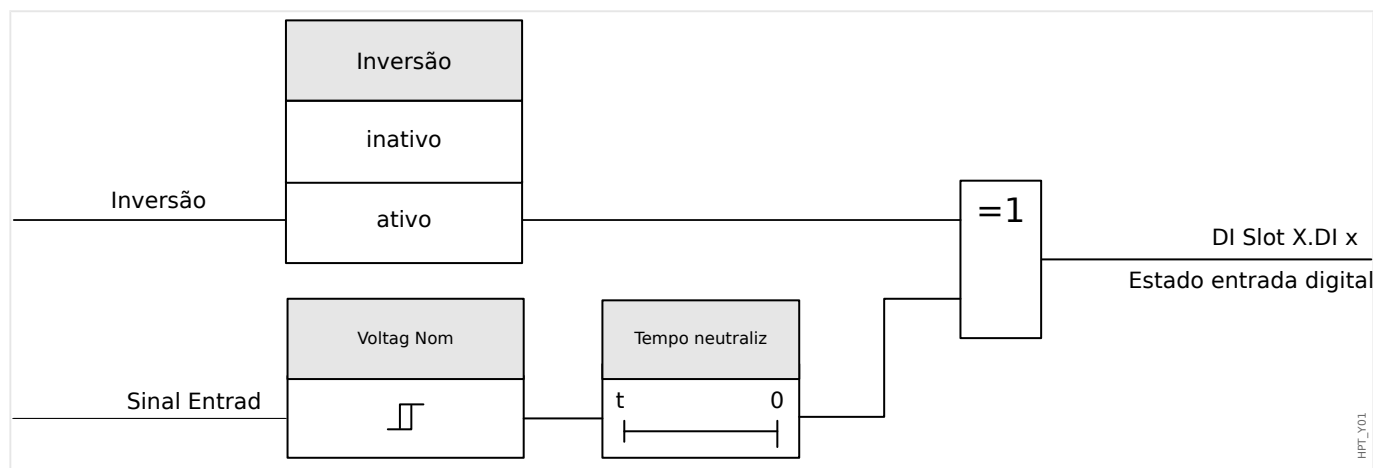 Inversão
inativo
Inversão
ativo
=1
DI Slot X.DI x
Estado entrada digital
Voltag Nom
Tempo neutraliz
Sinal Entrad
t 0
HPT_Y01